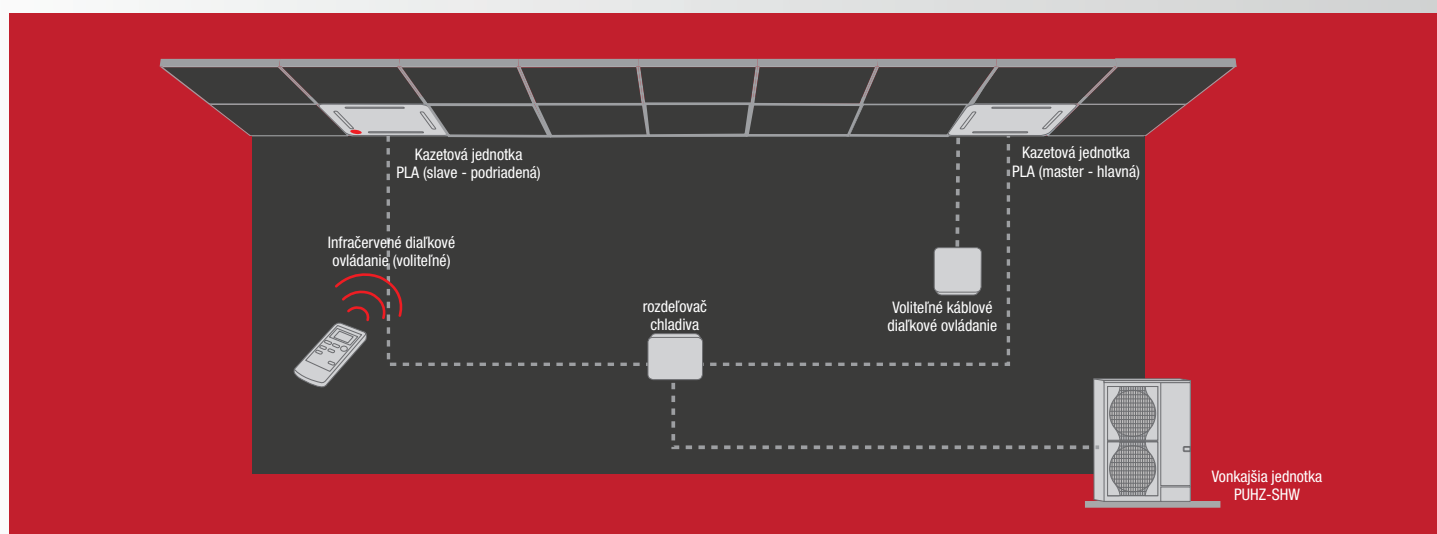 Kazetová jednotka
PLA (slave - podriadená)
Kazetová jednotka
PLA (master - hlavná)
Infračervené diaľkové
ovládanie (voliteľné)
rozdeľovač
chladiva
Voliteľné káblové
diaľkové ovládanie
Vonkajšia jednotka
PUHZ-SHW